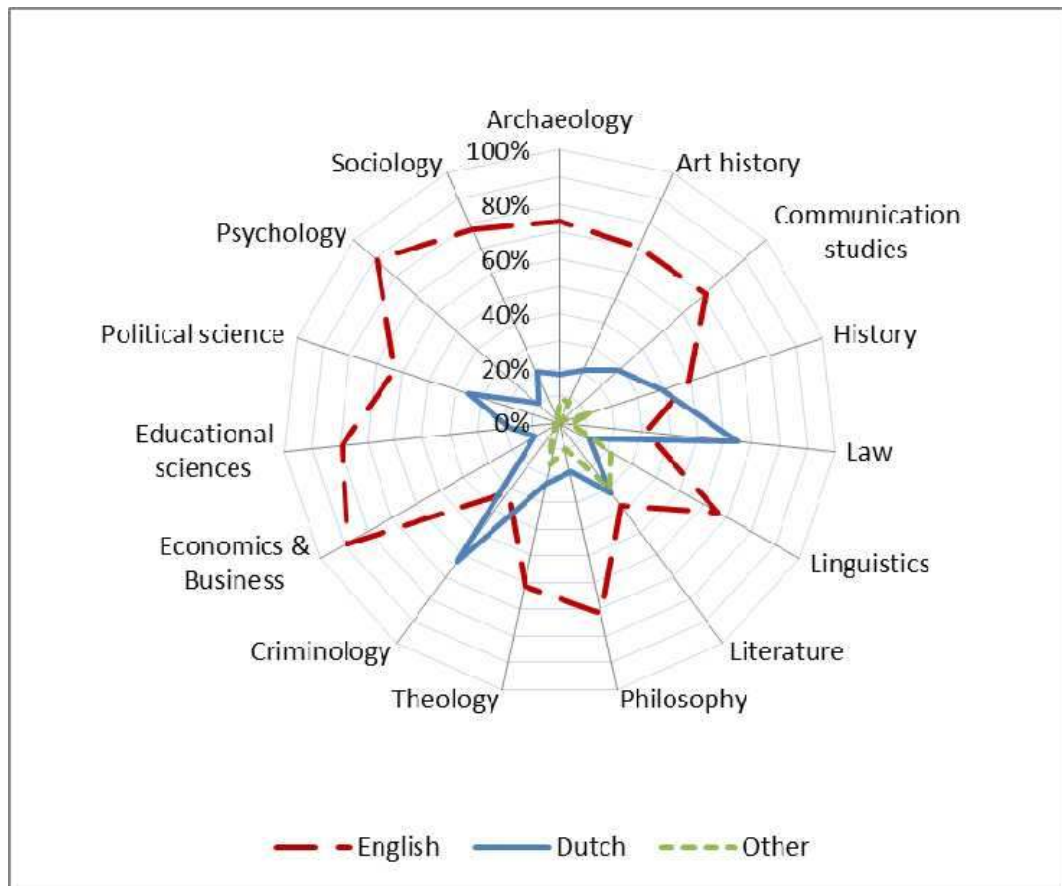 Archaeology
100%
Sociology
Art history
80%
Communication
studies
Psychology
60%
40%
Political science
History
20%
0%
Educational
sciences
Law
Economics &
Business
Linguistics
Criminology
Literature
Theology
Philosophy
English
Dutch
Other